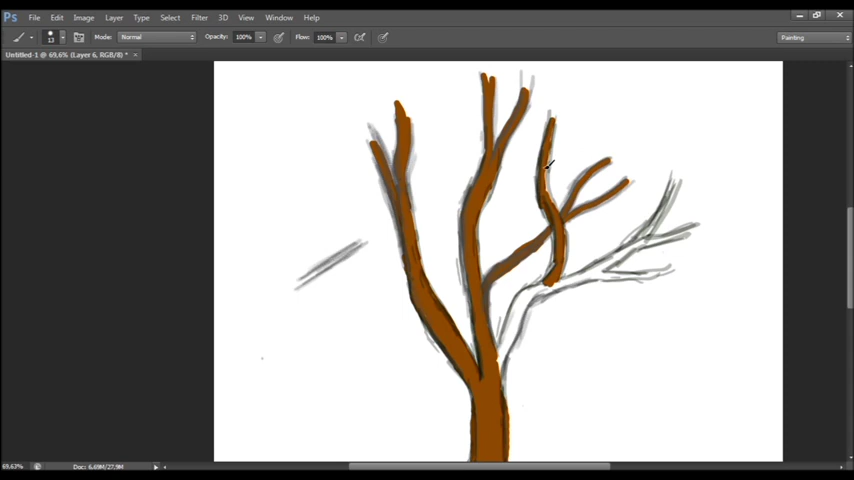 Ps File Edit Image Layer Type Select Filter 3D View Window Help
13 Mode: Normal Opacity: 100% Flow: 100% Painting
Untitled-1 @ 69,6% (Layer 6, RGB/8) *
69,63% Doc: 6,69M/27,9M